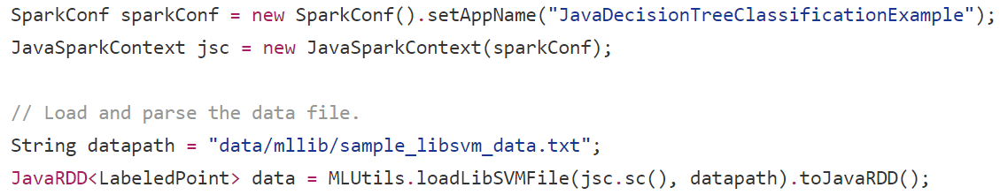 SparkConf sparkConf = new SparkConf().setAppName("JavaDecisionTreeClassificationExample");
JavaSparkContext jsc = new JavaSparkContext(sparkConf);
// Load and parse the data file.
String datapath = "data/mllib/sample_libsvm_data.txt";
JavaRDD<LabeledPoint> data = MLUtils.loadLibSVMFile(jsc.sc(), datapath).toJavaRDD();